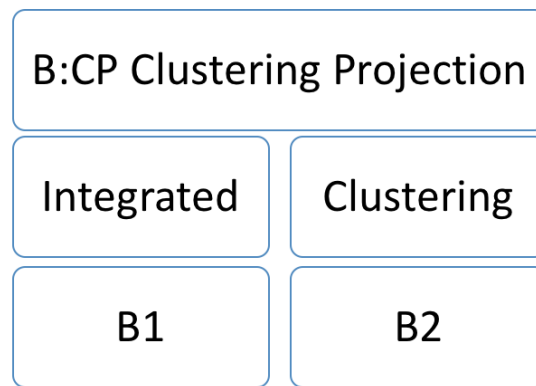 B:CP Clustering Projection
Integrated
Clustering
B1
B2